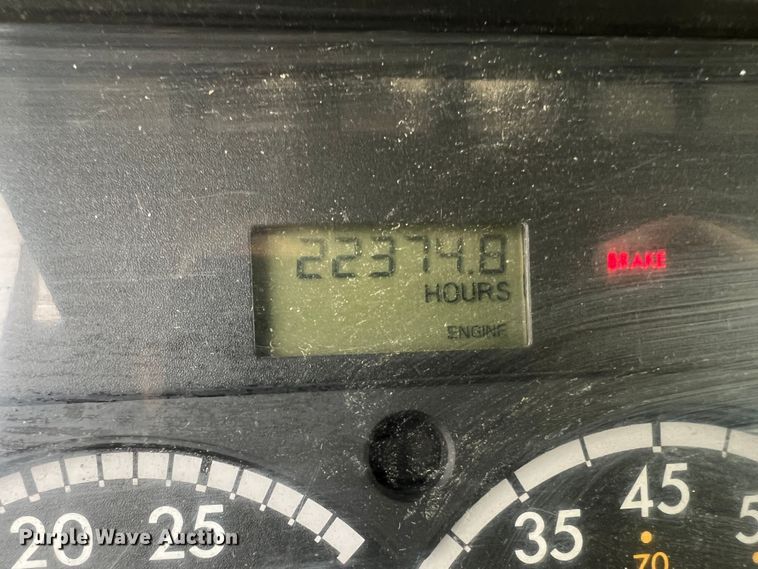 22374.8
HOURS
BRAKE
ENGINE
20 25 35 45
70
Purple Wave Auction